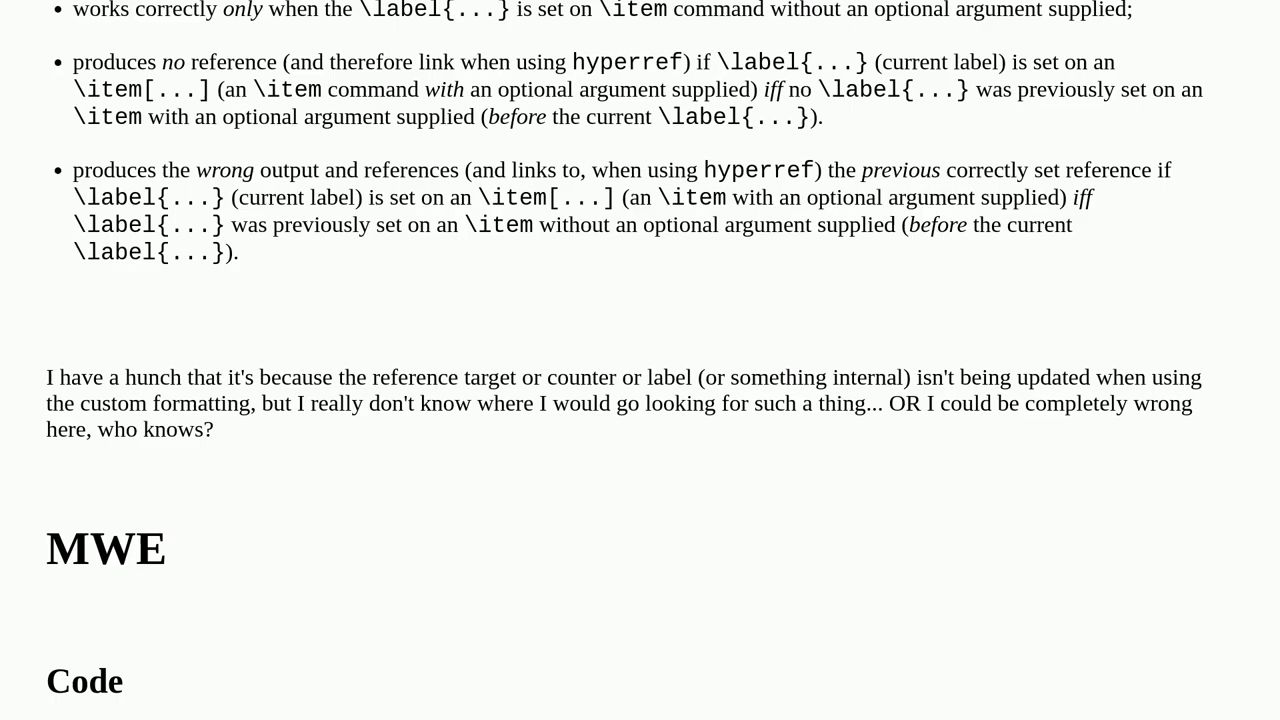 • works correctly only when the \label{...} is set on \item command without an optional argument supplied;
• produces no reference (and therefore link when using hyperref) if \label{...} (current label) is set on an
\item[...] (an \item command with an optional argument supplied) iff no \label{...} was previously set on an
\item with an optional argument supplied (before the current \label{...}).
• produces the wrong output and references (and links to, when using hyperref) the previous correctly set reference if
\label{...} (current label) is set on an \item[...] (an \item with an optional argument supplied) iff
\label{...} was previously set on an \item without an optional argument supplied (before the current
\label{...}).
I have a hunch that it's because the reference target or counter or label (or something internal) isn't being updated when using
the custom formatting, but I really don't know where I would go looking for such a thing... OR I could be completely wrong
here, who knows?
MWE
Code